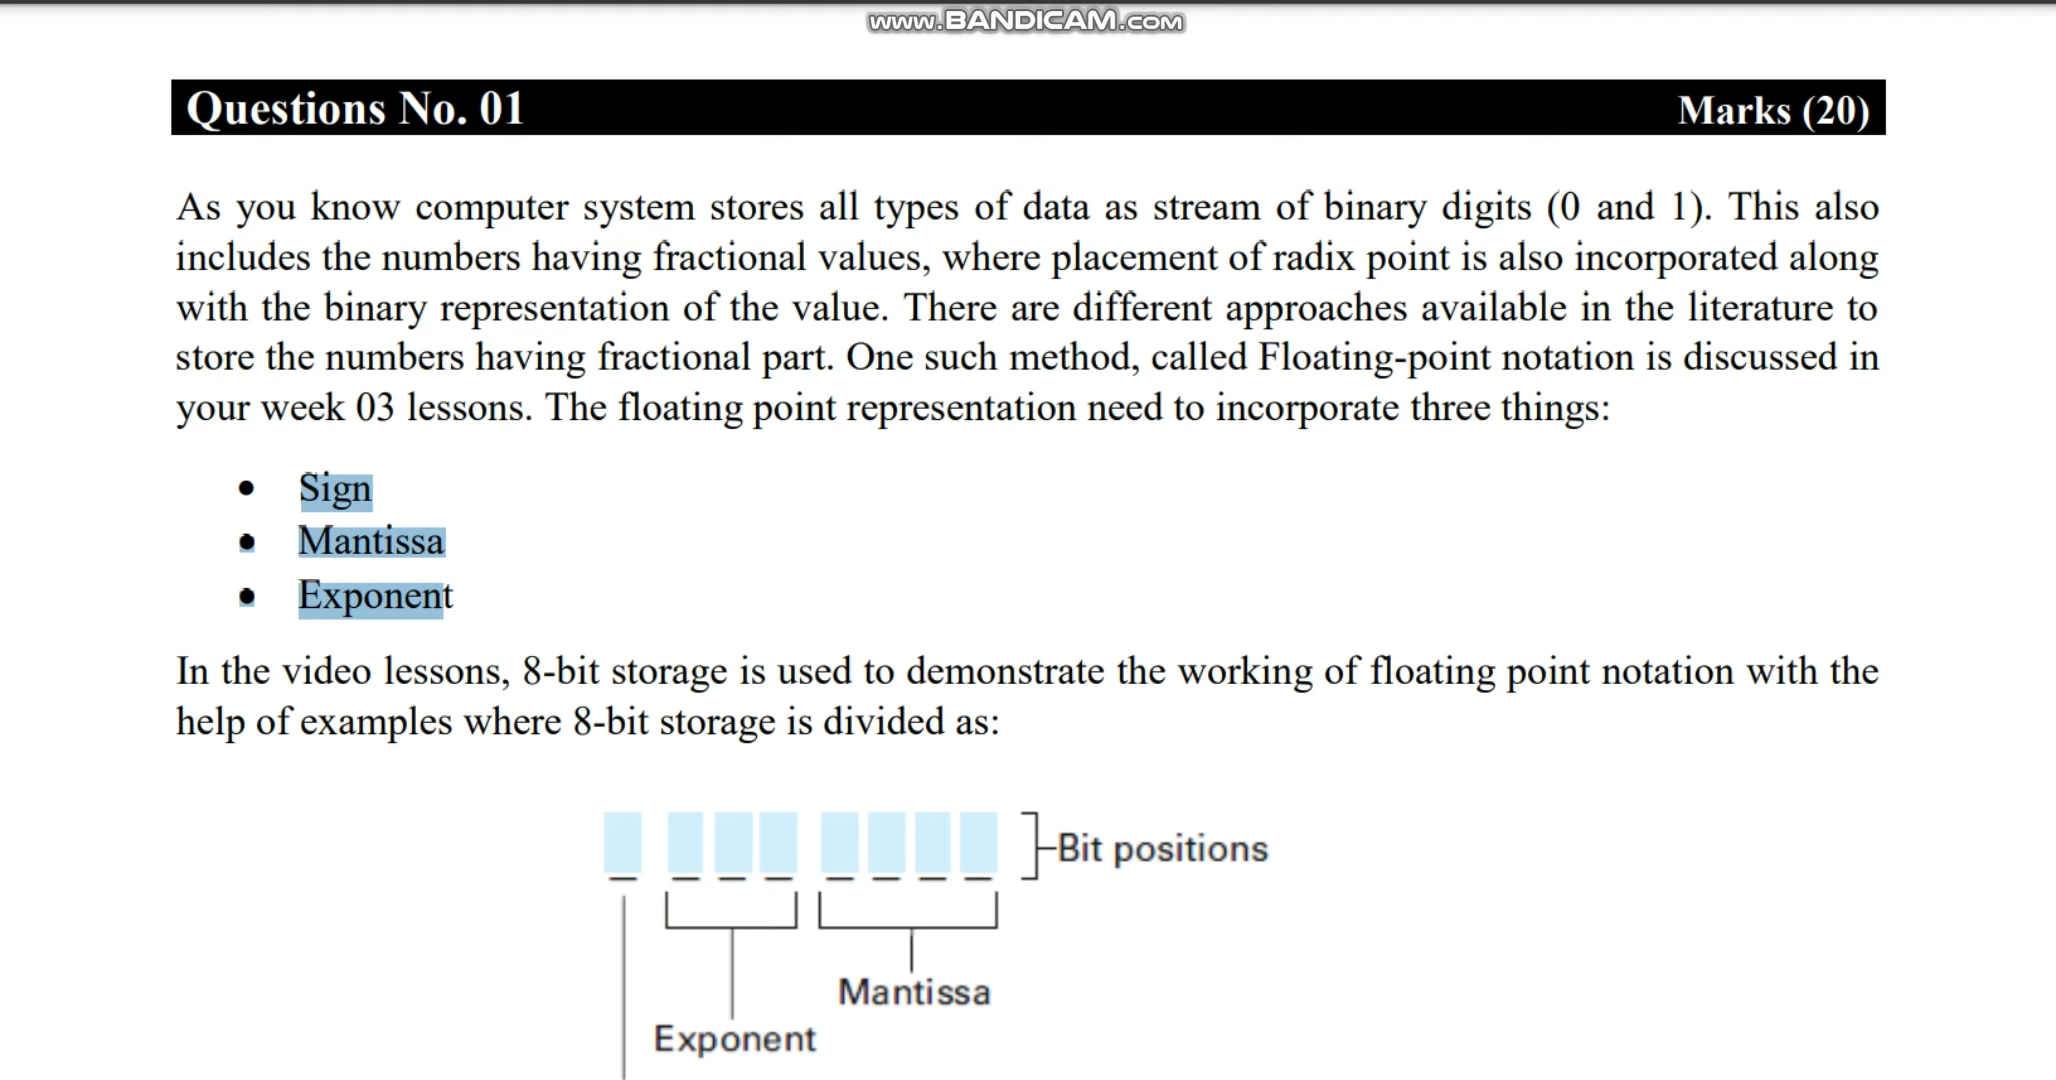 www.BANDICAM.com
Questions No. 01 Marks (20)
As you know computer system stores all types of data as stream of binary digits (0 and 1). This also
includes the numbers having fractional values, where placement of radix point is also incorporated along
with the binary representation of the value. There are different approaches available in the literature to
store the numbers having fractional part. One such method, called Floating-point notation is discussed in
your week 03 lessons. The floating point representation need to incorporate three things:
• Sign
• Mantissa
• Exponent
In the video lessons, 8-bit storage is used to demonstrate the working of floating point notation with the
help of examples where 8-bit storage is divided as:
Bit positions
Mantissa
Exponent